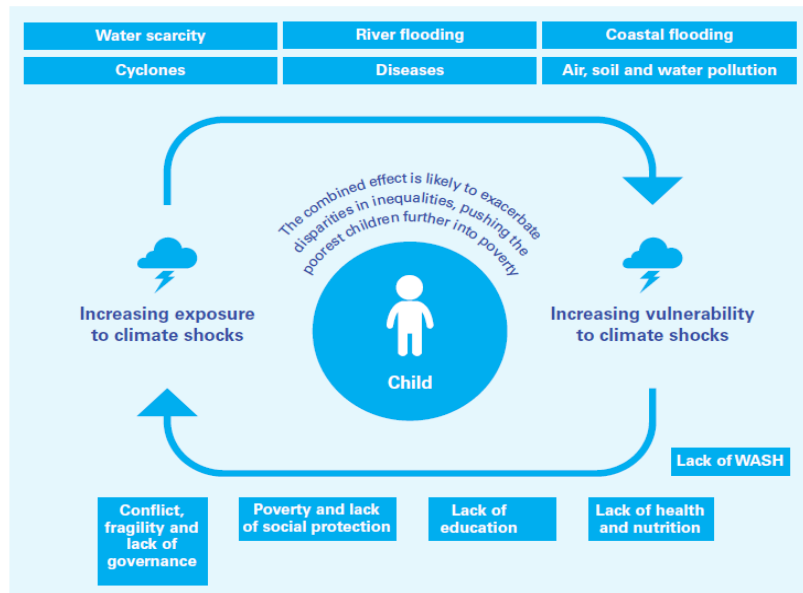 Water scarcity
River flooding
Coastal flooding
Cyclones
Diseases
Air, soil and water pollution
The combined effect is likely to exacerbate
disparities in inequalities, pushing the
poorest children further into poverty
Increasing exposure
to climate shocks
Child
Increasing vulnerability
to climate shocks
Lack of WASH
Conflict,
fragility and
lack of
governance
Poverty and lack
of social protection
Lack of
education
Lack of health
and nutrition